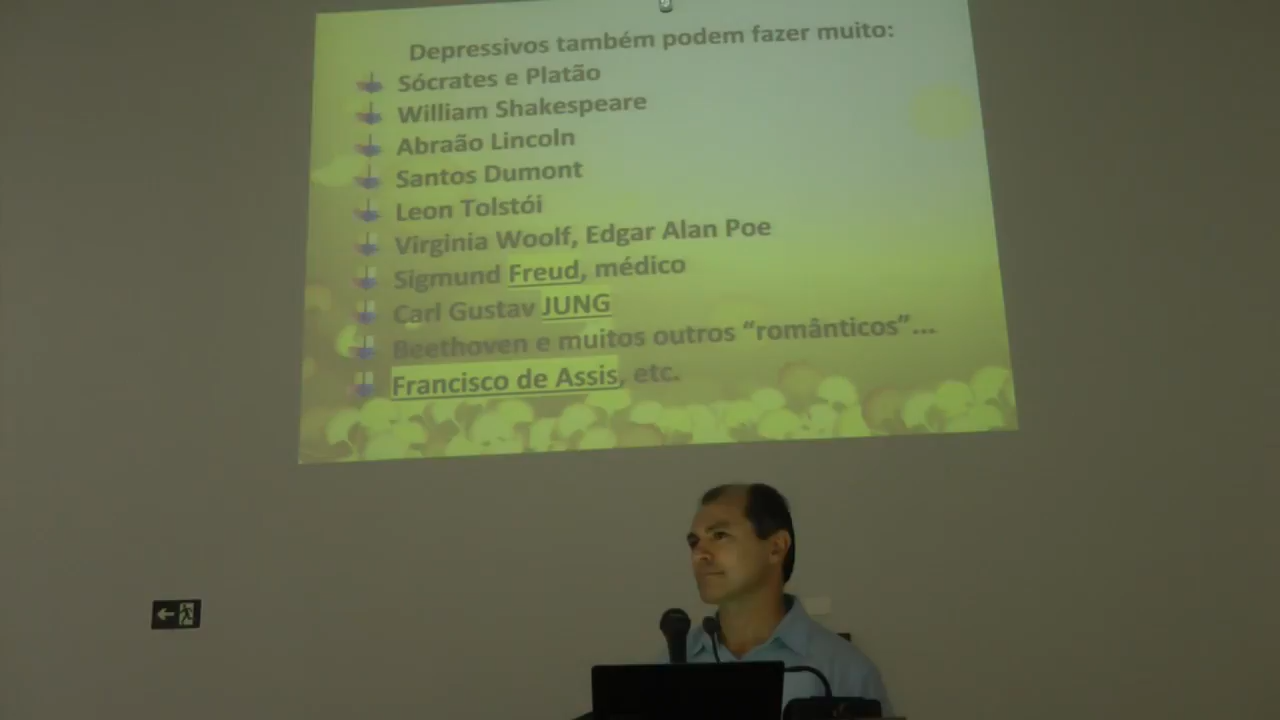 Depressivos também podem fazer muito:
Sócrates e Platão
William Shakespeare
Abraão Lincoln
Santos Dumont
Leon Tolstói
Virginia Woolf, Edgar Alan Poe
Sigmund Freud, médico
Carl Gustav JUNG
Beethoven e muitos outros “românticos”...
Francisco de Assis, etc.